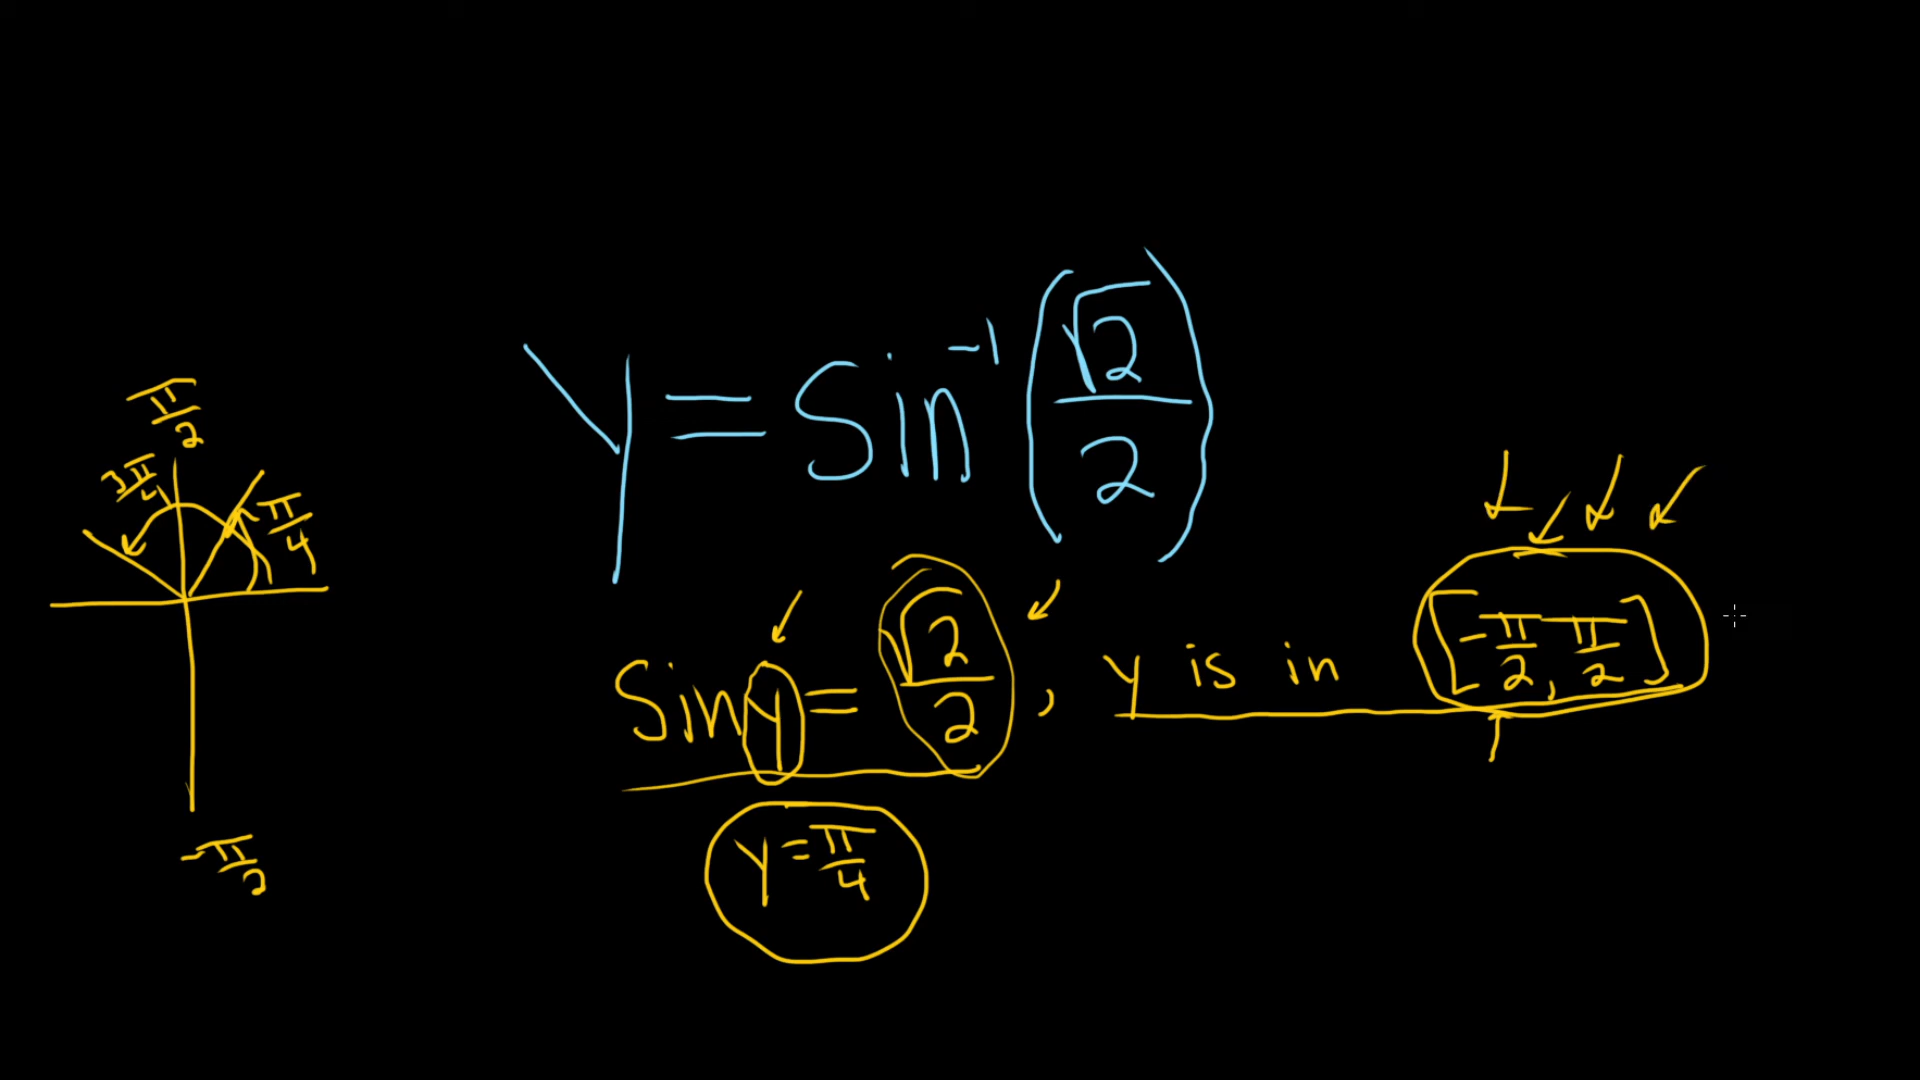 y = Sin⁻¹(√2/2)
π/2
3π/4
π/4
Sin y = √2/2, y is in [-π/2, π/2]
y = π/4
-π/2